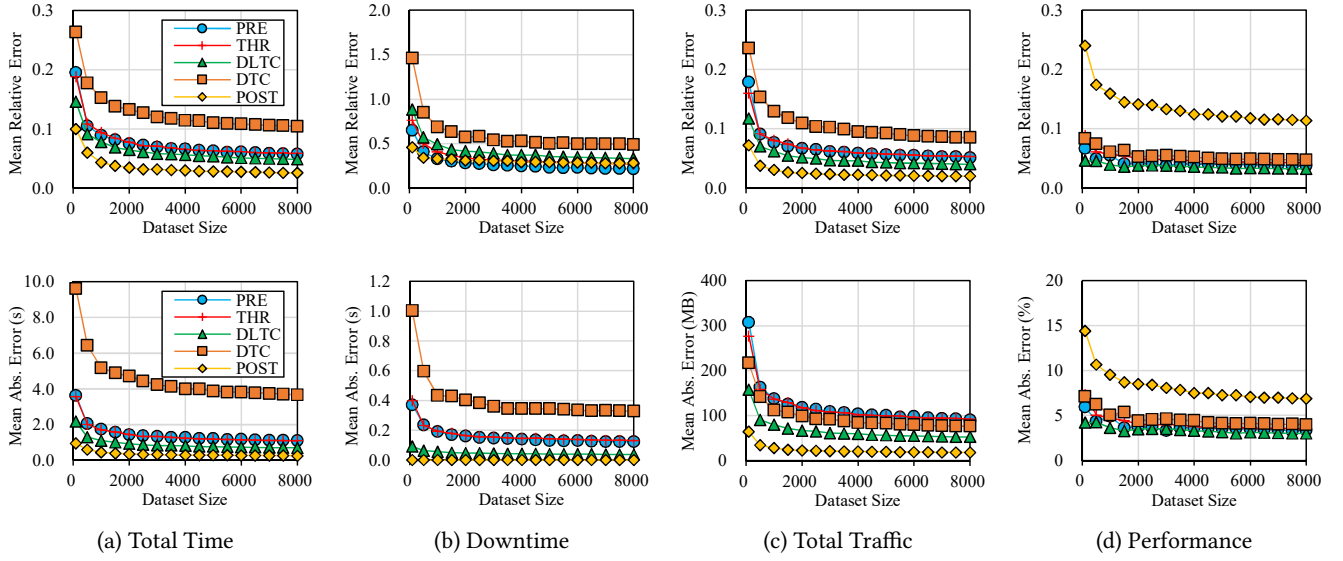 Mean Relative Error
0.3
0.2
0.1
0.0
0 2000 4000 6000 8000
Dataset Size
PRE
THR
DLTC
DTC
POST
Mean Relative Error
2.0
1.5
1.0
0.5
0.0
0 2000 4000 6000 8000
Dataset Size
Mean Relative Error
0.3
0.2
0.1
0.0
0 2000 4000 6000 8000
Dataset Size
Mean Relative Error
0.3
0.2
0.1
0.0
0 2000 4000 6000 8000
Dataset Size
Mean Abs. Error (s)
10.0
8.0
6.0
4.0
2.0
0.0
0 2000 4000 6000 8000
Dataset Size
PRE
THR
DLTC
DTC
POST
Mean Abs. Error (s)
1.2
1.0
0.8
0.6
0.4
0.2
0.0
0 2000 4000 6000 8000
Dataset Size
Mean Abs. Error (MB)
400
300
200
100
0
0 2000 4000 6000 8000
Dataset Size
Mean Abs. Error (%)
20
15
10
5
0
0 2000 4000 6000 8000
Dataset Size
(a) Total Time
(b) Downtime
(c) Total Traffic
(d) Performance